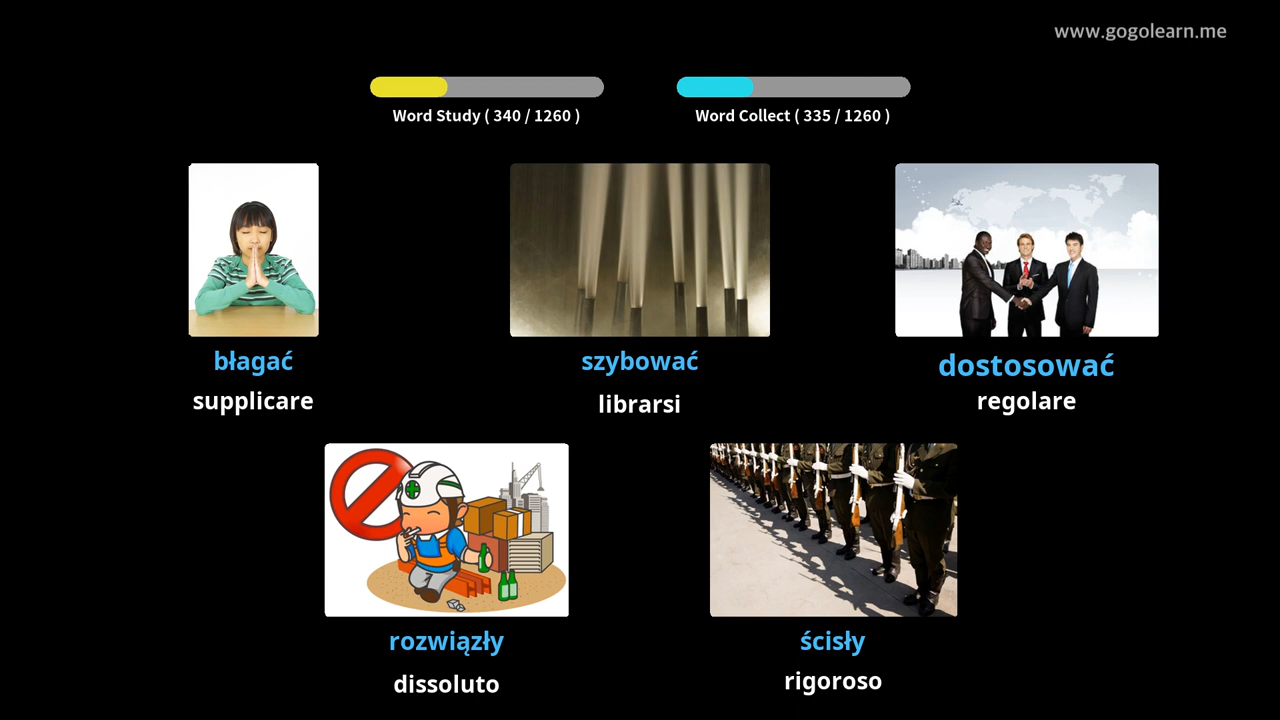 www.gogolearn.me
Word Study ( 340 / 1260 )
Word Collect ( 335 / 1260 )
błagać
supplicare
szybować
librarsi
dostosować
regolare
rozwiązły
dissoluto
ścisły
rigoroso